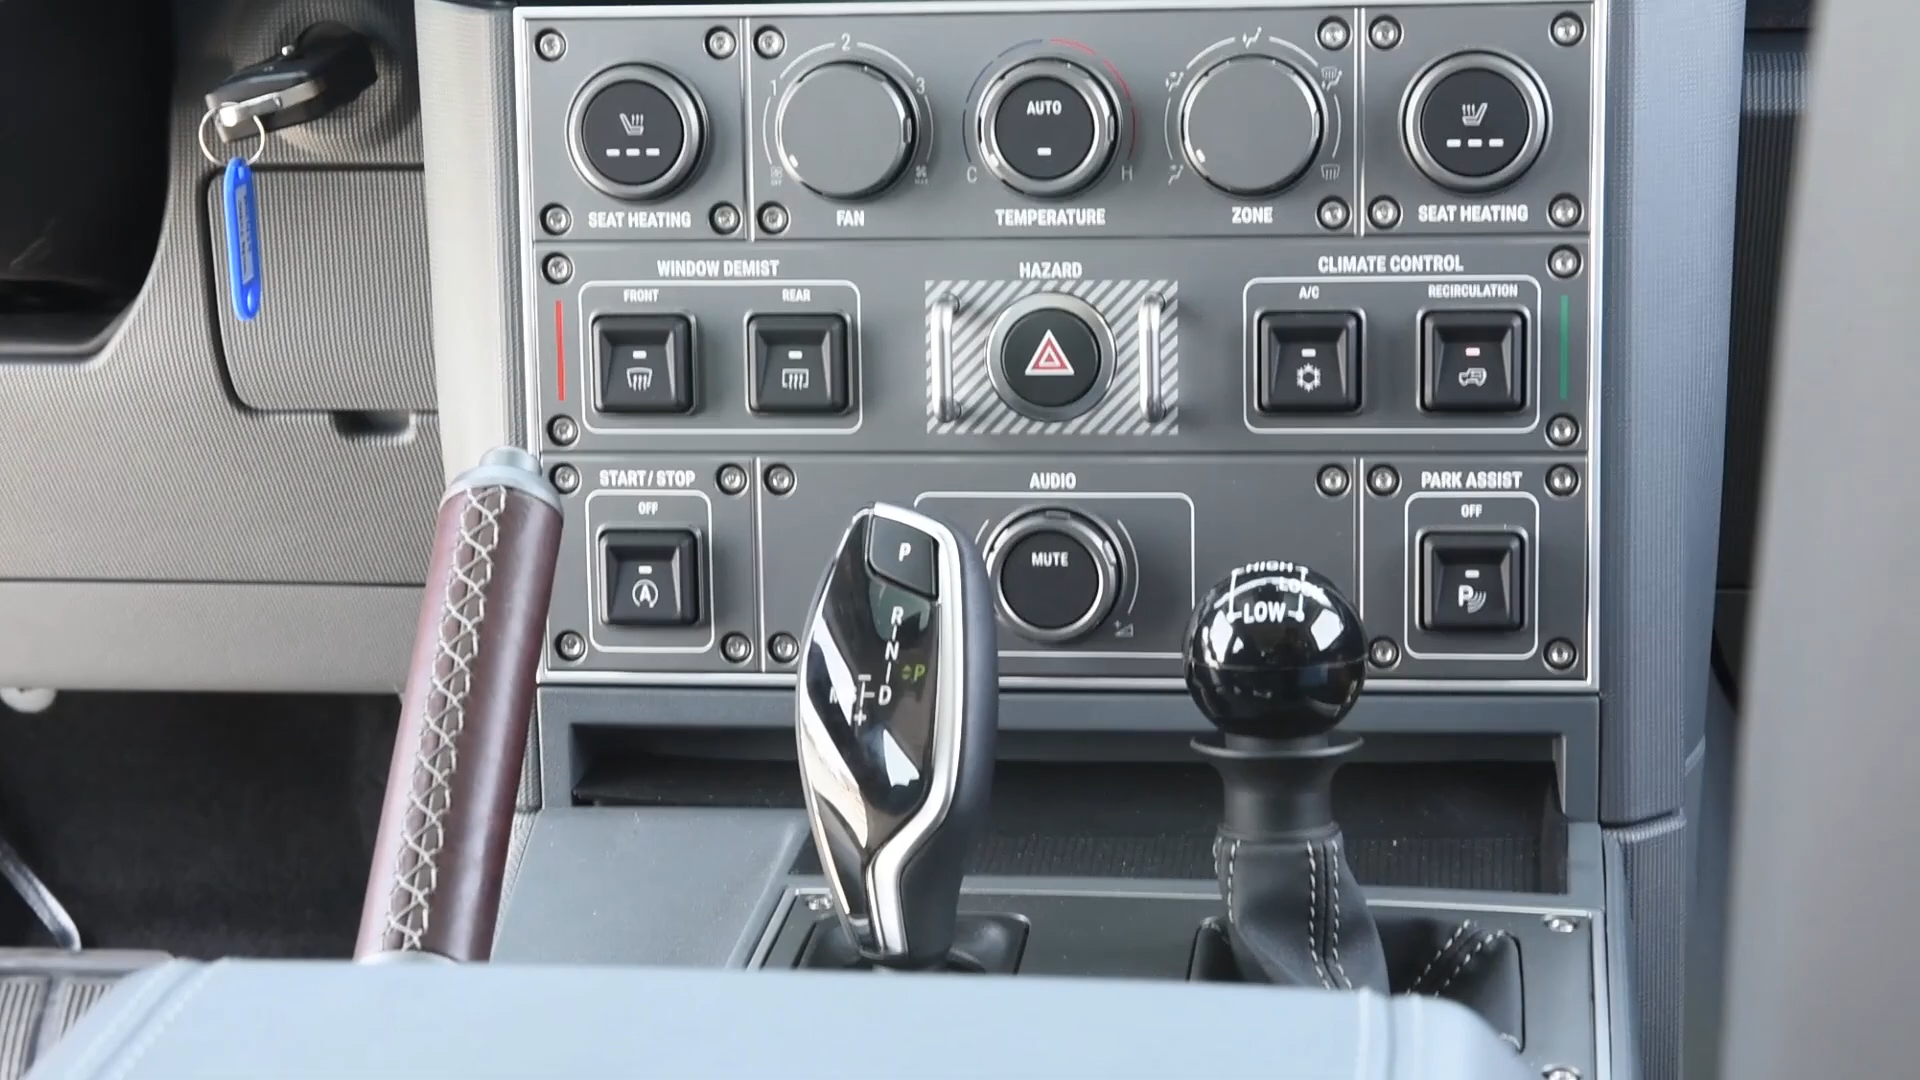 1 2 3
AUTO
C H
SEAT HEATING FAN TEMPERATURE ZONE SEAT HEATING
WINDOW DEMIST HAZARD CLIMATE CONTROL
FRONT REAR A/C RECIRCULATION
START/STOP AUDIO PARK ASSIST
OFF OFF
MUTE
A P
P
HIGH
LOCK
LOW
R
N
P
D